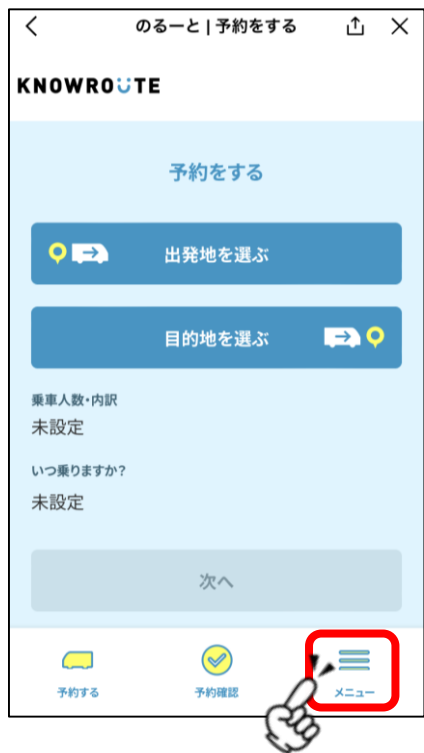 のるーと | 予約をする
KNOWROUTE
予約をする
出発地を選ぶ
目的地を選ぶ
乗車人数・内訳
未設定
いつ乗りますか?
未設定
次へ
予約する
予約確認
メニュー